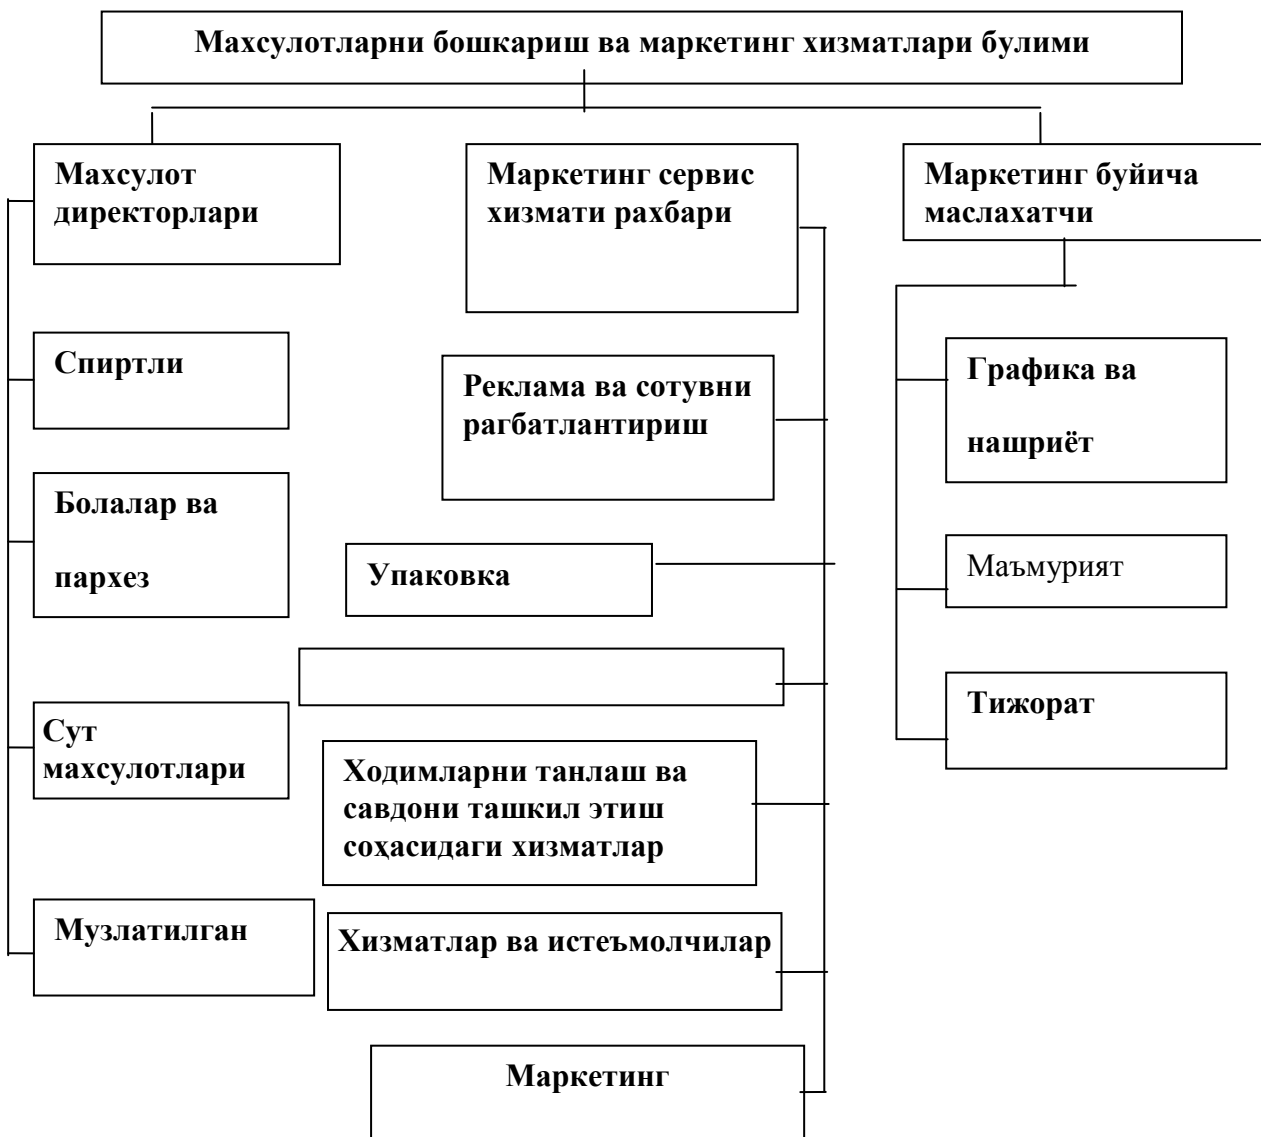 Махсулотларни бошкариш ва маркетинг хизматлари булими
Махсулот
директорлари
Маркетинг сервис
хизмати рахбари
Маркетинг буйича
маслахатчи
Спиртли
Болалар ва
пархез
Сут
махсулотлари
Музлатилган
Реклама ва сотувни
рагбатлантириш
Упаковка
Ходимларни танлаш ва
савдони ташкил этиш
соҳасидаги хизматлар
Хизматлар ва истеъмолчилар
Маркетинг
Графика ва
нашриёт
Маъмурият
Тижорат